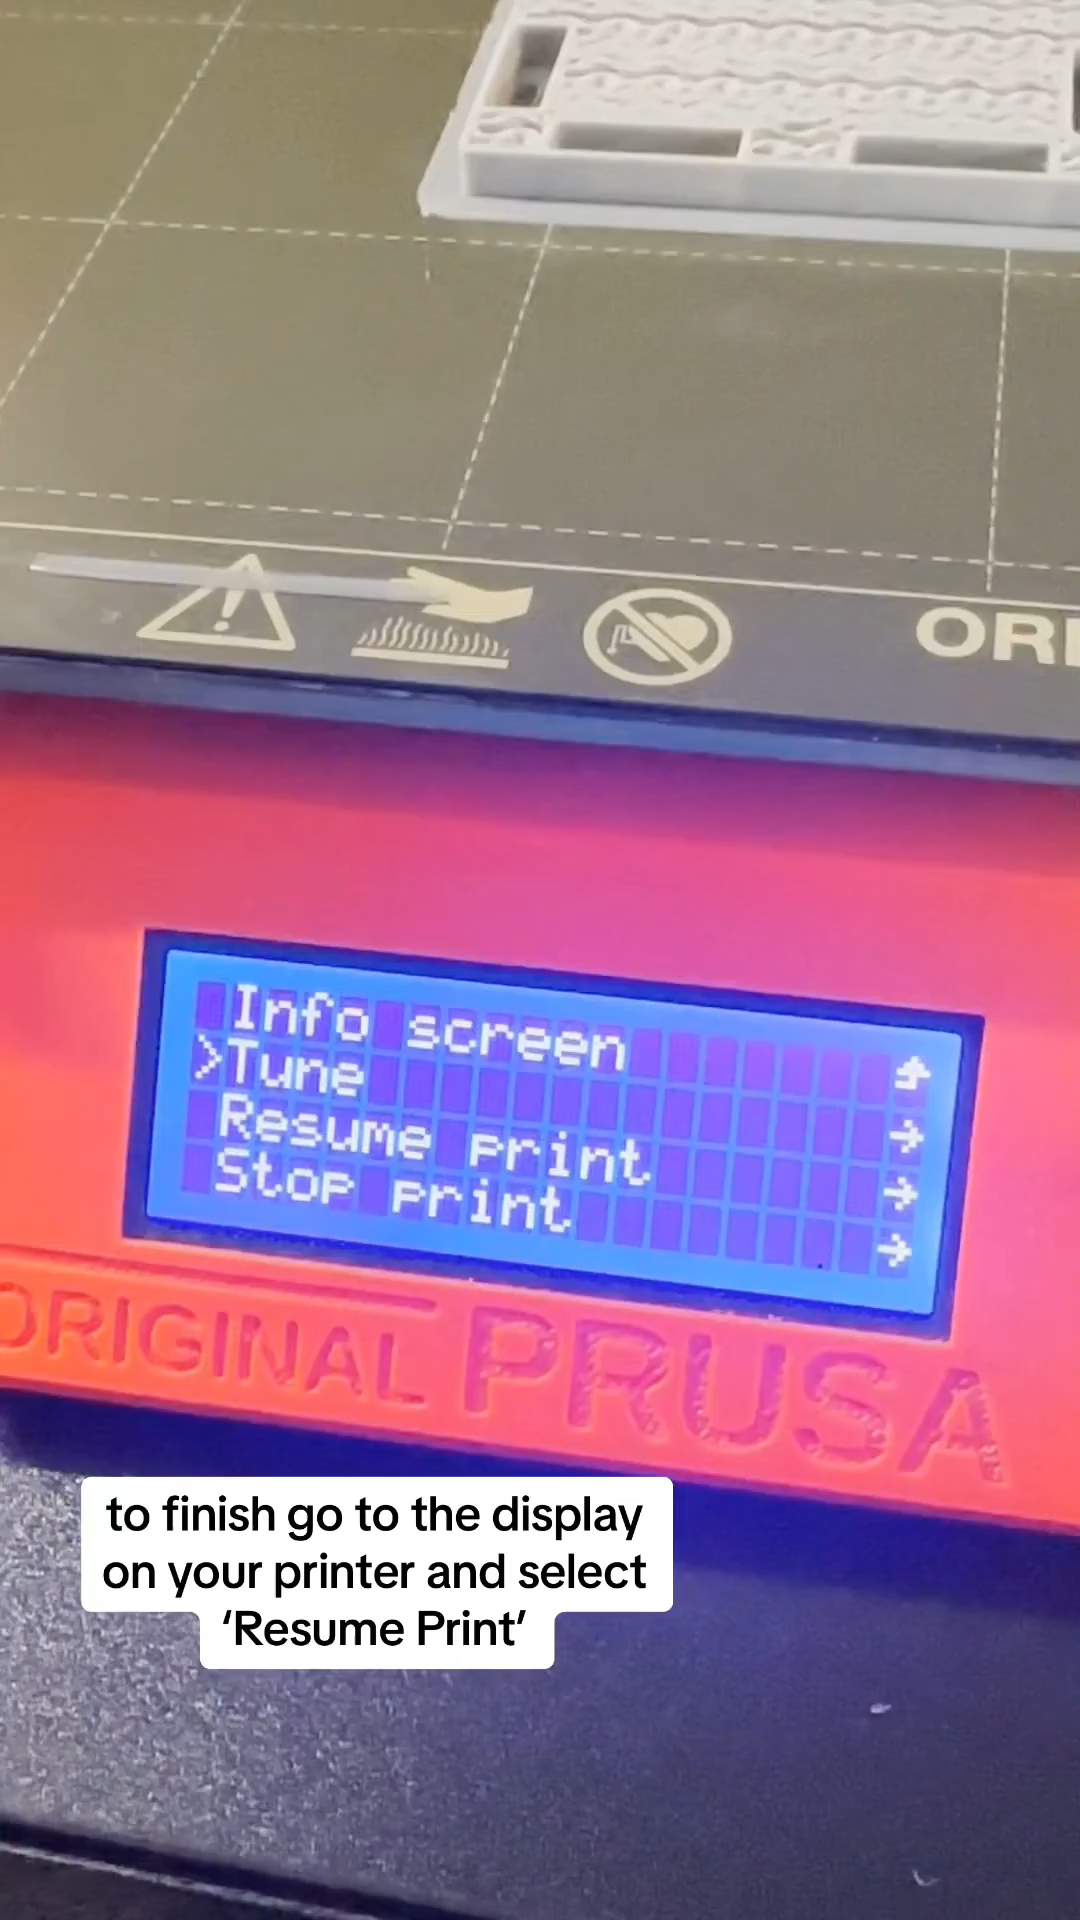 ORI
Info screen
>Tune
Resume print
Stop print
ORIGINAL PRUSA
to finish go to the display
on your printer and select
‘Resume Print’